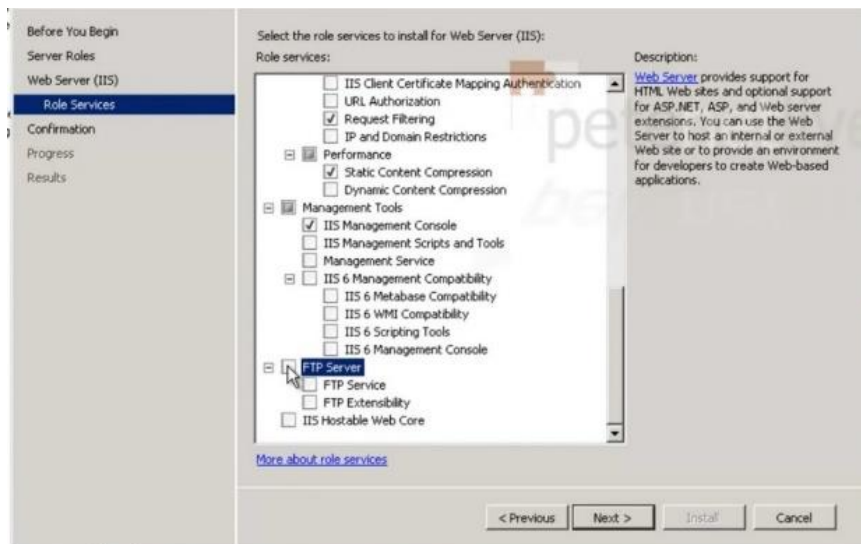 Before You Begin
Server Roles
Web Server (IIS)
Role Services
Confirmation
Progress
Results
Select the role services to install for Web Server (IIS):
Role services:
IIS Client Certificate Mapping Authentication
URL Authorization
Request Filtering
IP and Domain Restrictions
Performance
Static Content Compression
Dynamic Content Compression
Management Tools
IIS Management Console
IIS Management Scripts and Tools
Management Service
IIS 6 Management Compatibility
IIS 6 Metabase Compatibility
IIS 6 WMI Compatibility
IIS 6 Scripting Tools
IIS 6 Management Console
FTP Server
FTP Service
FTP Extensibility
IIS Hostable Web Core
More about role services
Description:
Web Server provides support for
HTML Web sites and optional support
for ASP.NET, ASP, and Web server
extensions. You can use the Web
Server to host an internal or external
Web site or to provide an environment
for developers to create Web-based
applications.
< Previous
Next >
Install
Cancel